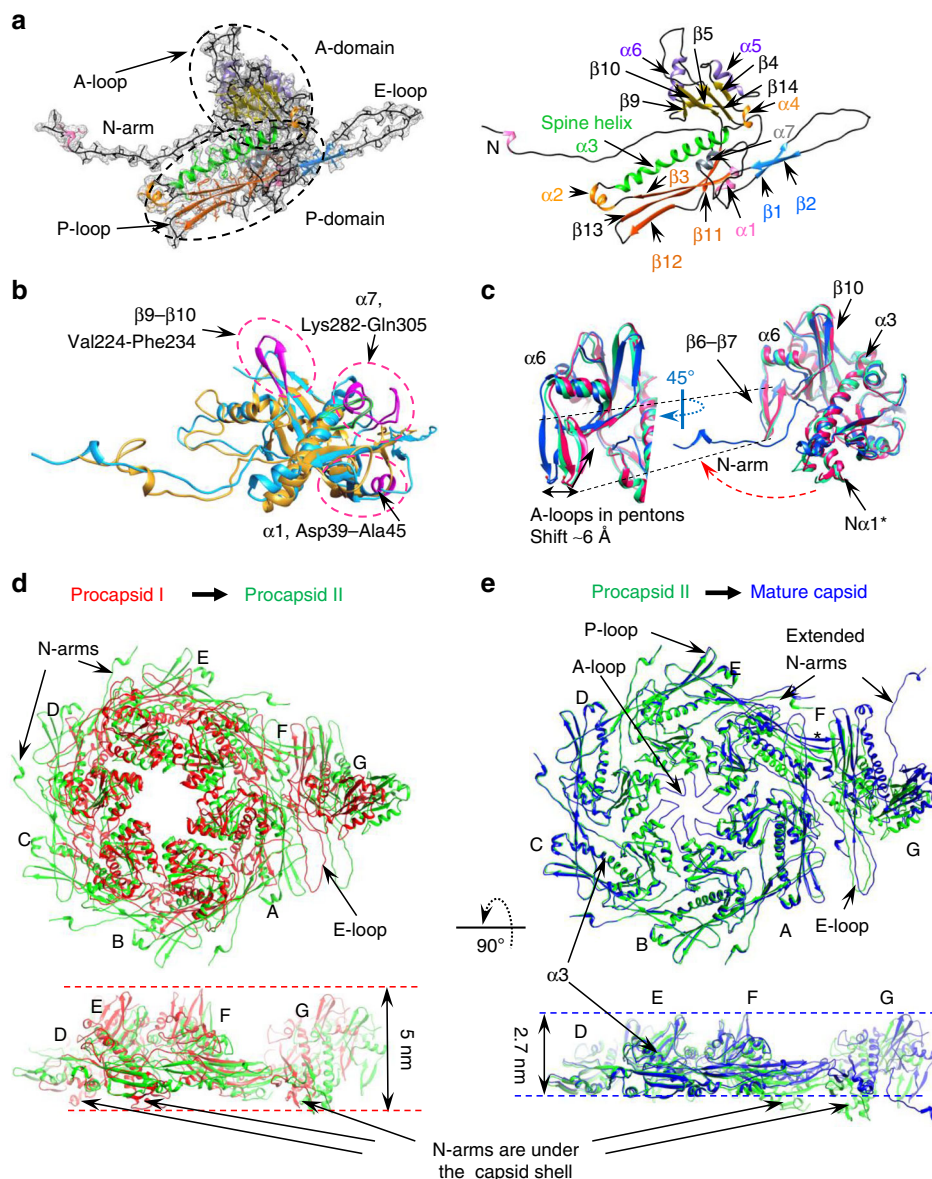 a
A-loop
A-domain
E-loop
N-arm
P-loop
P-domain
α6
β5
α5
β10
β4
β9
β14
α4
Spine helix
α3
α7
N
α2
β3
β13
β12
β11
α1
β1
β2
b
β9–β10
Val224-Phe234
α7,
Lys282-Gln305
α1, Asp39–Ala45
c
α6
45°
β6–β7
α6
β10
α3
N-arm
Nα1*
A-loops in pentons
Shift ~6 Å
d
Procapsid I
Procapsid II
N-arms
E
D
F
G
C
B
A
E-loop
90°
D
E
F
G
5 nm
e
Procapsid II
Mature capsid
P-loop
A-loop
Extended
N-arms
E
D
F
*
G
C
B
A
E-loop
α3
D
E
F
G
2.7 nm
N-arms are under
the capsid shell